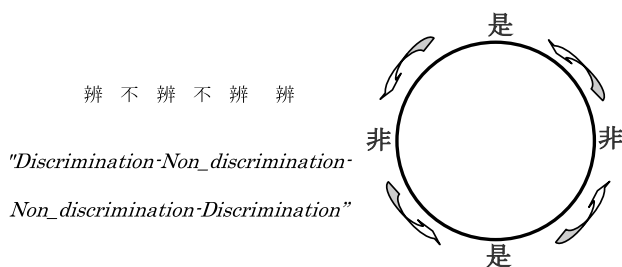 是
辨 不 辨 不 辨 辨
非 非
"Discrimination-Non_discrimination-
Non_discrimination-Discrimination”
是